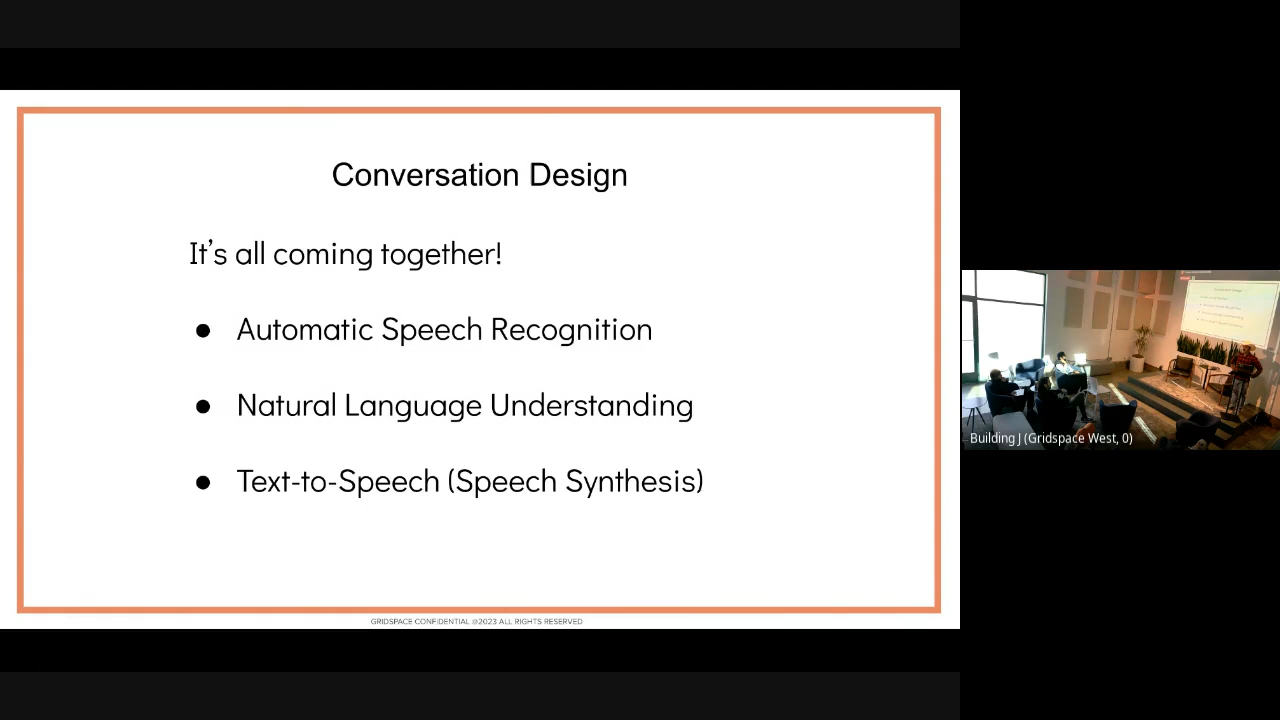 Conversation Design
It's all coming together!
● Automatic Speech Recognition
● Natural Language Understanding
● Text-to-Speech (Speech Synthesis)
GRIDSPACE CONFIDENTIAL @2023 ALL RIGHTS RESERVED
Building J (Gridspace West, 0)